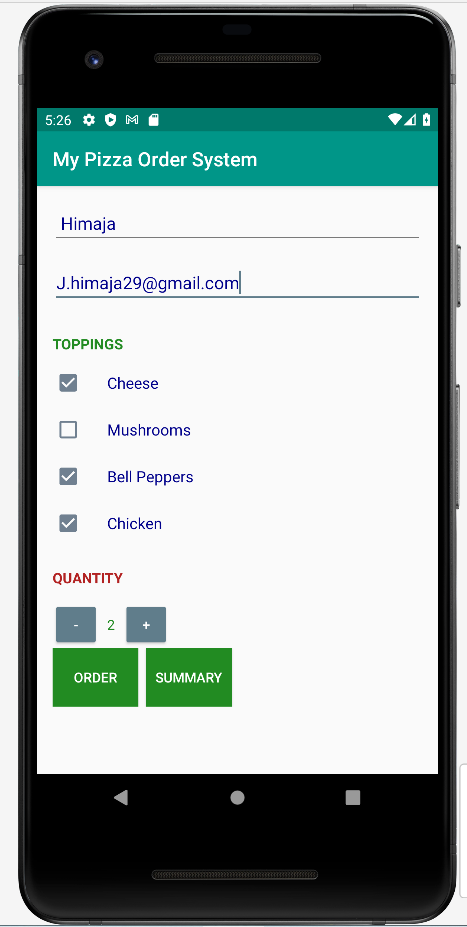 5:26
My Pizza Order System
Himaja
J.himaja29@gmail.com
TOPPINGS
Cheese
Mushrooms
Bell Peppers
Chicken
QUANTITY
- 2 +
ORDER SUMMARY